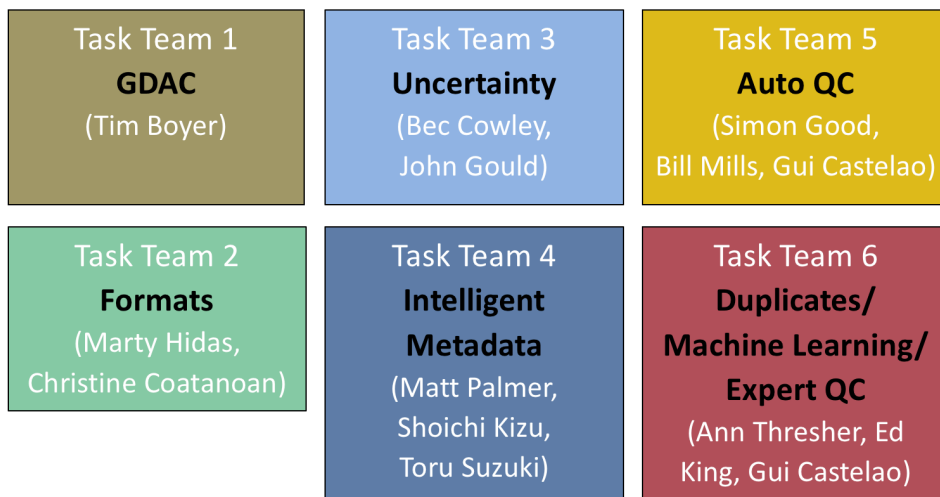 Task Team 1
GDAC
(Tim Boyer)
Task Team 3
Uncertainty
(Bec Cowley,
John Gould)
Task Team 5
Auto QC
(Simon Good,
Bill Mills, Gui Castelao)
Task Team 2
Formats
(Marty Hidas,
Christine Coatanoan)
Task Team 4
Intelligent
Metadata
(Matt Palmer,
Shoichi Kizu,
Toru Suzuki)
Task Team 6
Duplicates/
Machine Learning/
Expert QC
(Ann Thresher, Ed
King, Gui Castelao)